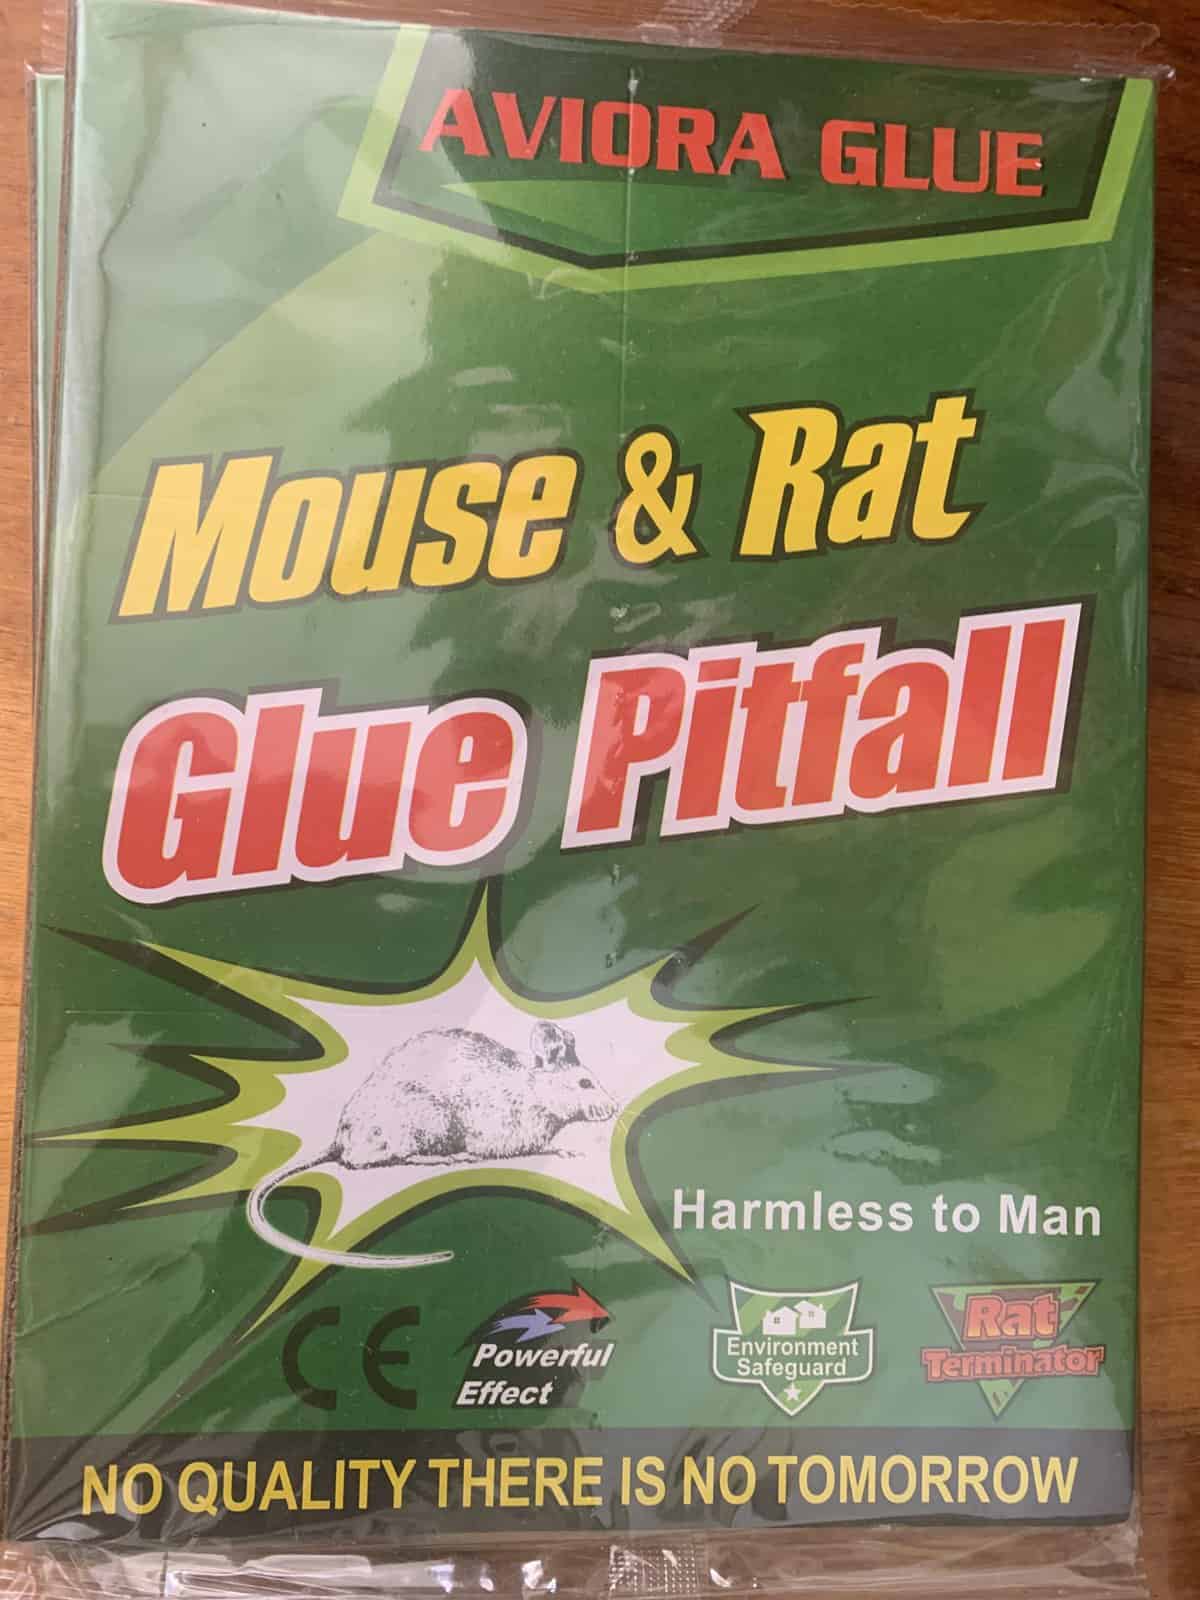 AVIORA GLUE
Mouse & Rat
Glue Pitfall
Harmless to Man
CE
Powerful
Effect
Environment
Safeguard
Rat
Terminator
NO QUALITY THERE IS NO TOMORROW